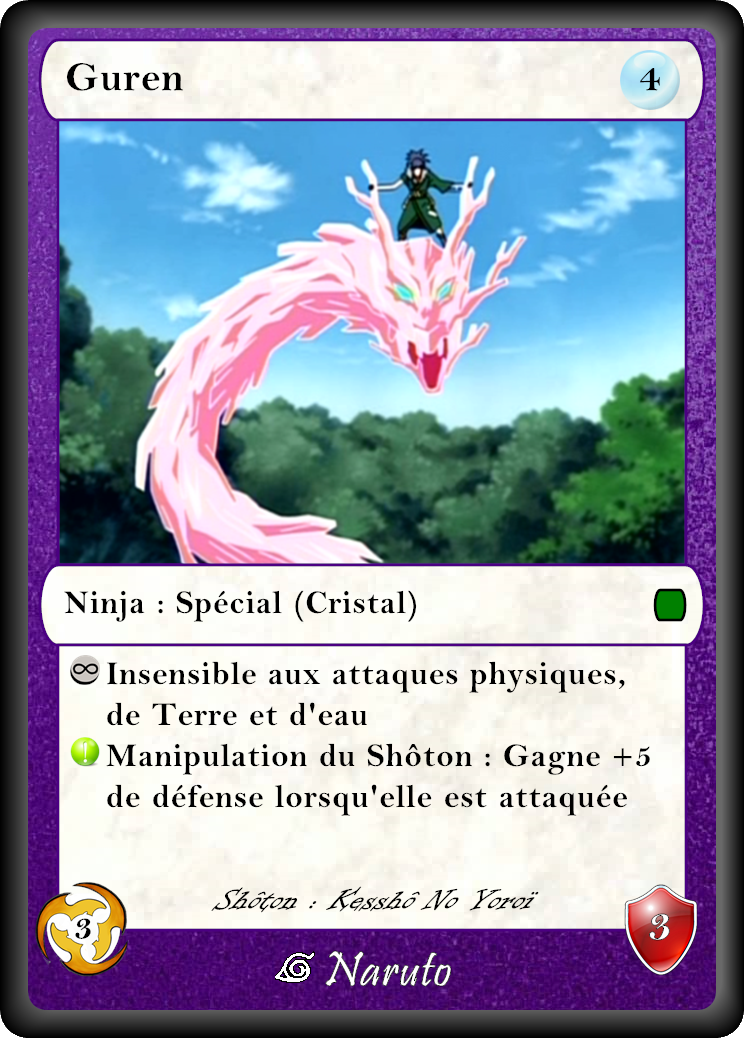 Guren
4
Ninja : Spécial (Cristal)
∞ Insensible aux attaques physiques,
de Terre et d'eau
! Manipulation du Shôton : Gagne +5
de défense lorsqu'elle est attaquée
Shôton : Kesshô No Yoroï
3
3
Naruto